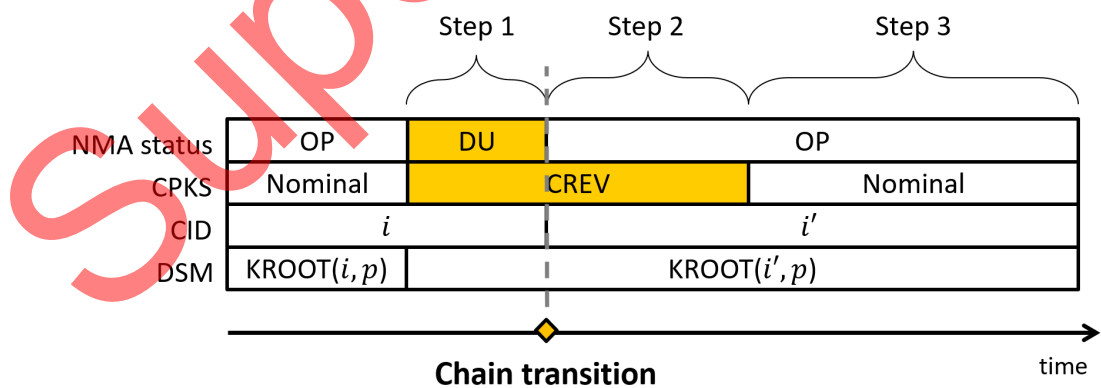 Step 1 Step 2 Step 3
NMA status OP DU OP
CPKS Nominal CREV Nominal
CID i i′
DSM KROOT(i, p) KROOT(i′, p)
time
Chain transition
Sup